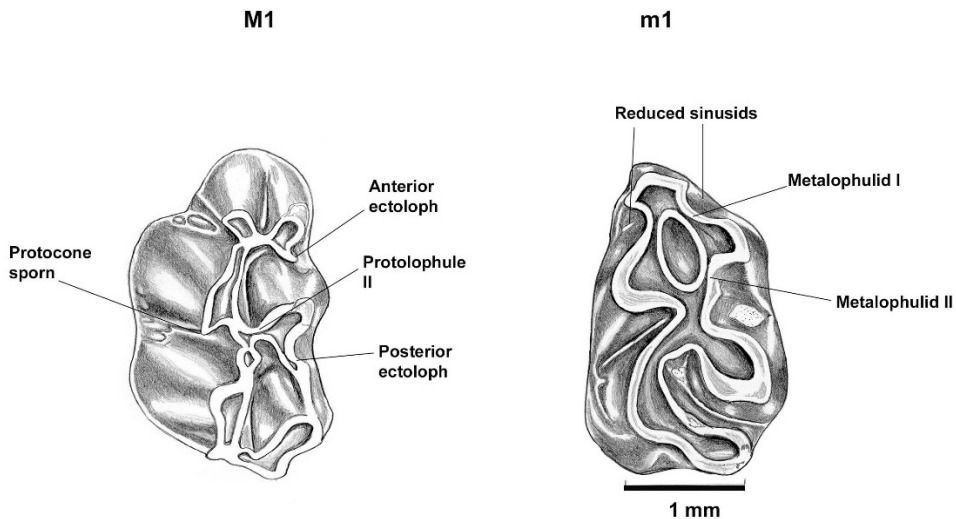 M1
m1
Reduced sinusids
Anterior
ectoloph
Metalophulid I
Protocone
sporn
Protolophule
II
Metalophulid II
Posterior
ectoloph
1 mm